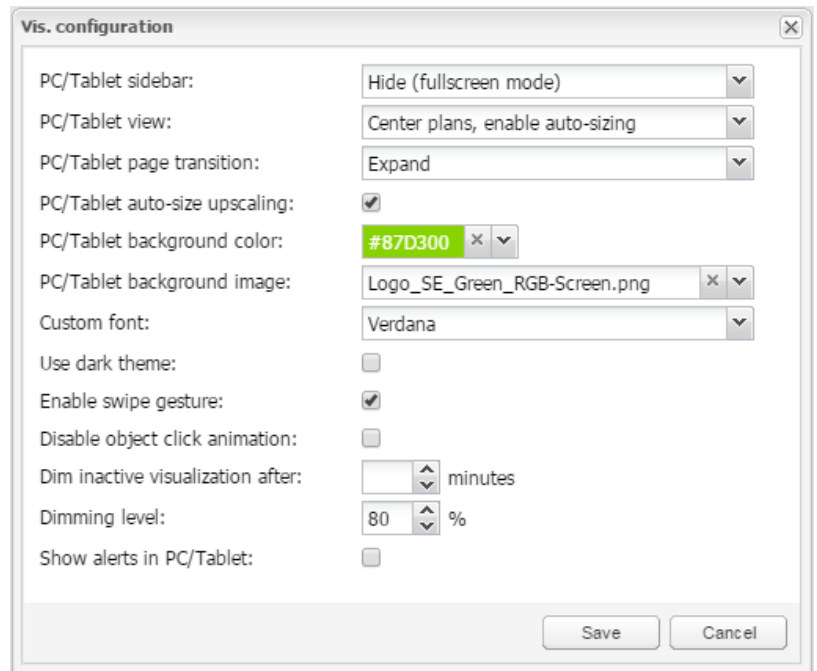 Vis. configuration
PC/Tablet sidebar: Hide (fullscreen mode)
PC/Tablet view: Center plans, enable auto-sizing
PC/Tablet page transition: Expand
PC/Tablet auto-size upscaling:
PC/Tablet background color: #87D300
PC/Tablet background image: Logo_SE_Green_RGB-Screen.png
Custom font: Verdana
Use dark theme:
Enable swipe gesture:
Disable object click animation:
Dim inactive visualization after: minutes
Dimming level: 80 %
Show alerts in PC/Tablet:
Save Cancel